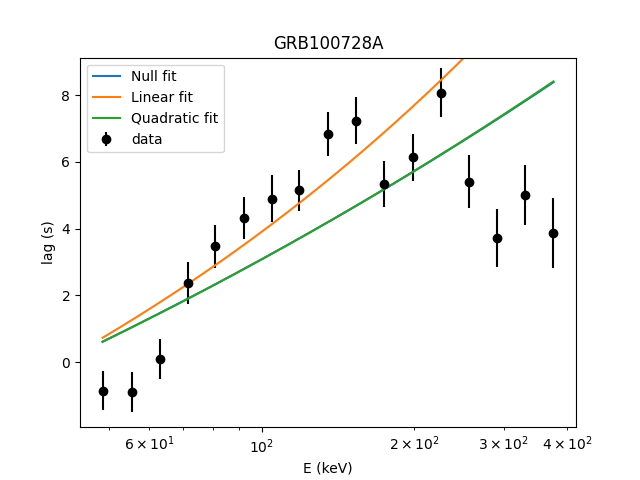 GRB100728A
Null fit
Linear fit
Quadratic fit
data
lag (s)
8
6
4
2
0
6 × 10¹
10²
2 × 10²
3 × 10²
4 × 10²
E (keV)